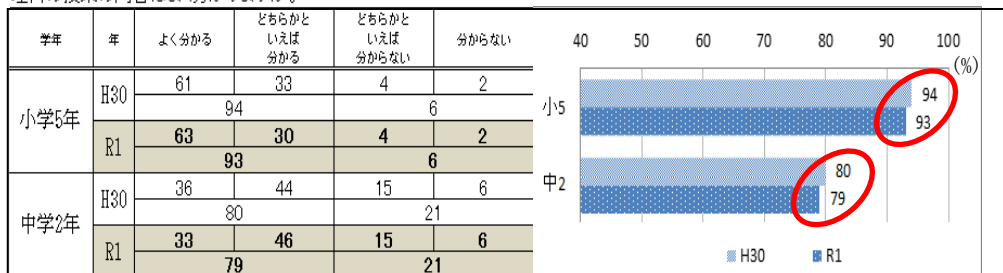 学年 年 よく分かる どちらかと いえば 分かる どちらかと いえば 分からない 分からない
小学5年 H30 61 33 4 2
94 6
R1 63 30 4 2
93 6
中学2年 H30 36 44 15 6
80 21
R1 33 46 15 6
79 21
40 50 60 70 80 90 100
(%)
小5 94
93
中2 80
79
H30 R1